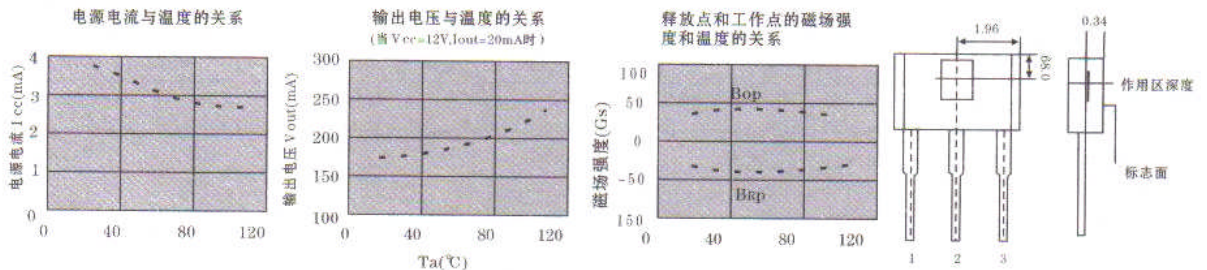 电源电流与温度的关系
电源电流 Icc(mA)
4
3
2
1
0
0 40 80 120
输出电压与温度的关系
(当Vcc=12V,Iout=20mA时)
输出电压 Vout(mA)
300
250
200
150
100
0 40 80 120
Ta(℃)
释放点和工作点的磁场强
度和温度的关系
磁场强度(Gs)
100
50
0
-50
150
Bop
BRP
0 40 80 120
1.96
0.89
1 2 3
0.34
作用区深度
标志面